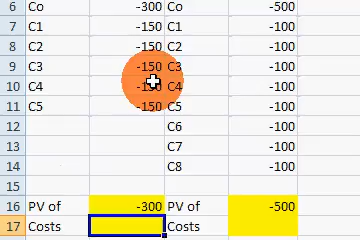 6 Co -300 Co -500
7 C1 -150 C1 -100
8 C2 -150 C2 -100
9 C3 -150 C3 -100
10 C4 -150 C4 -100
11 C5 -150 C5 -100
12 C6 -100
13 C7 -100
14 C8 -100
15
16 PV of -300 PV of -500
17 Costs Costs